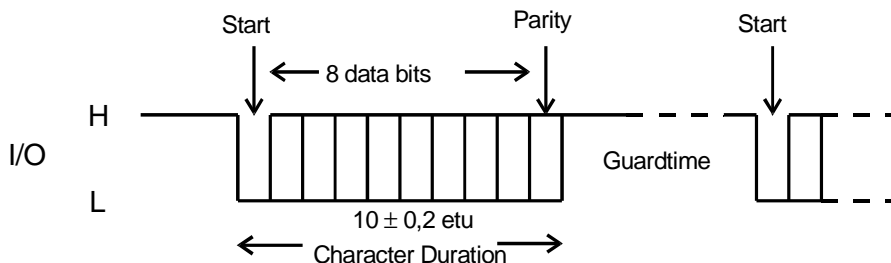 Start
Parity
Start
8 data bits
H
I/O
Guardtime
L
10 ± 0,2 etu
Character Duration